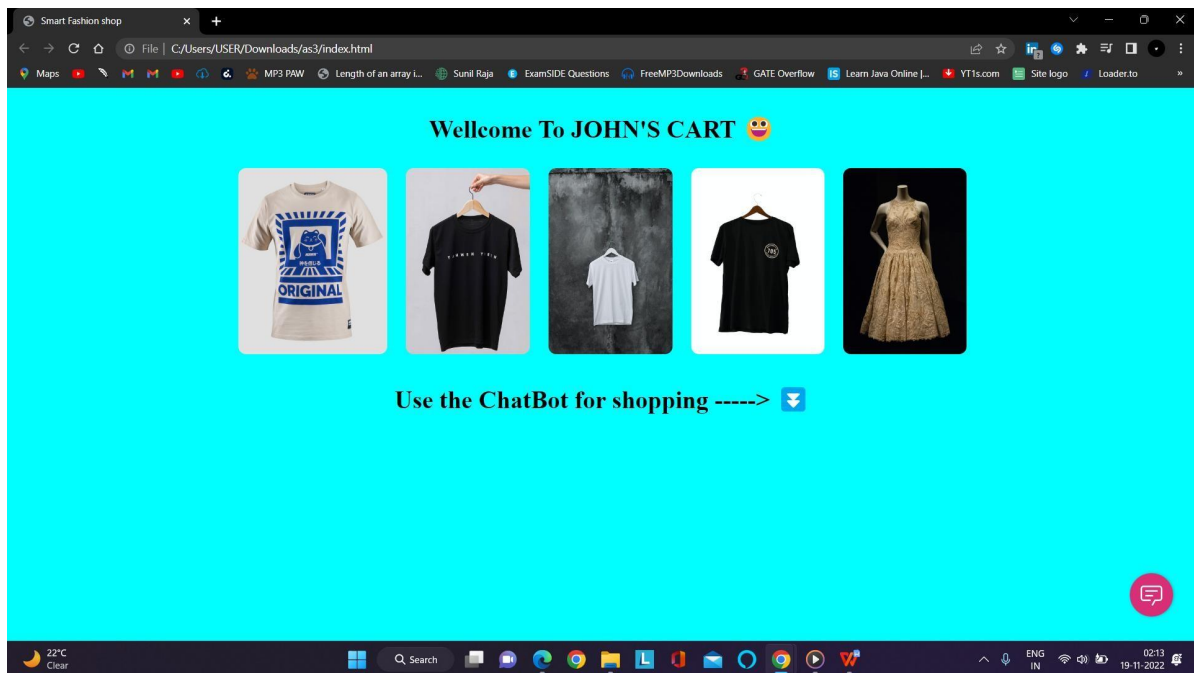 Smart Fashion shop
File | C:/Users/USER/Downloads/as3/index.html
Maps MP3 PAW Length of an array i... Sunil Raja ExamSIDE Questions FreeMP3Downloads GATE Overflow IS Learn Java Online |... YT1s.com Site logo Loader.to »
Wellcome To JOHN'S CART 😀
ORIGINAL
Use the ChatBot for shopping -----> ⏬
22°C
Clear
Search
ENG
IN
02:13
19-11-2022